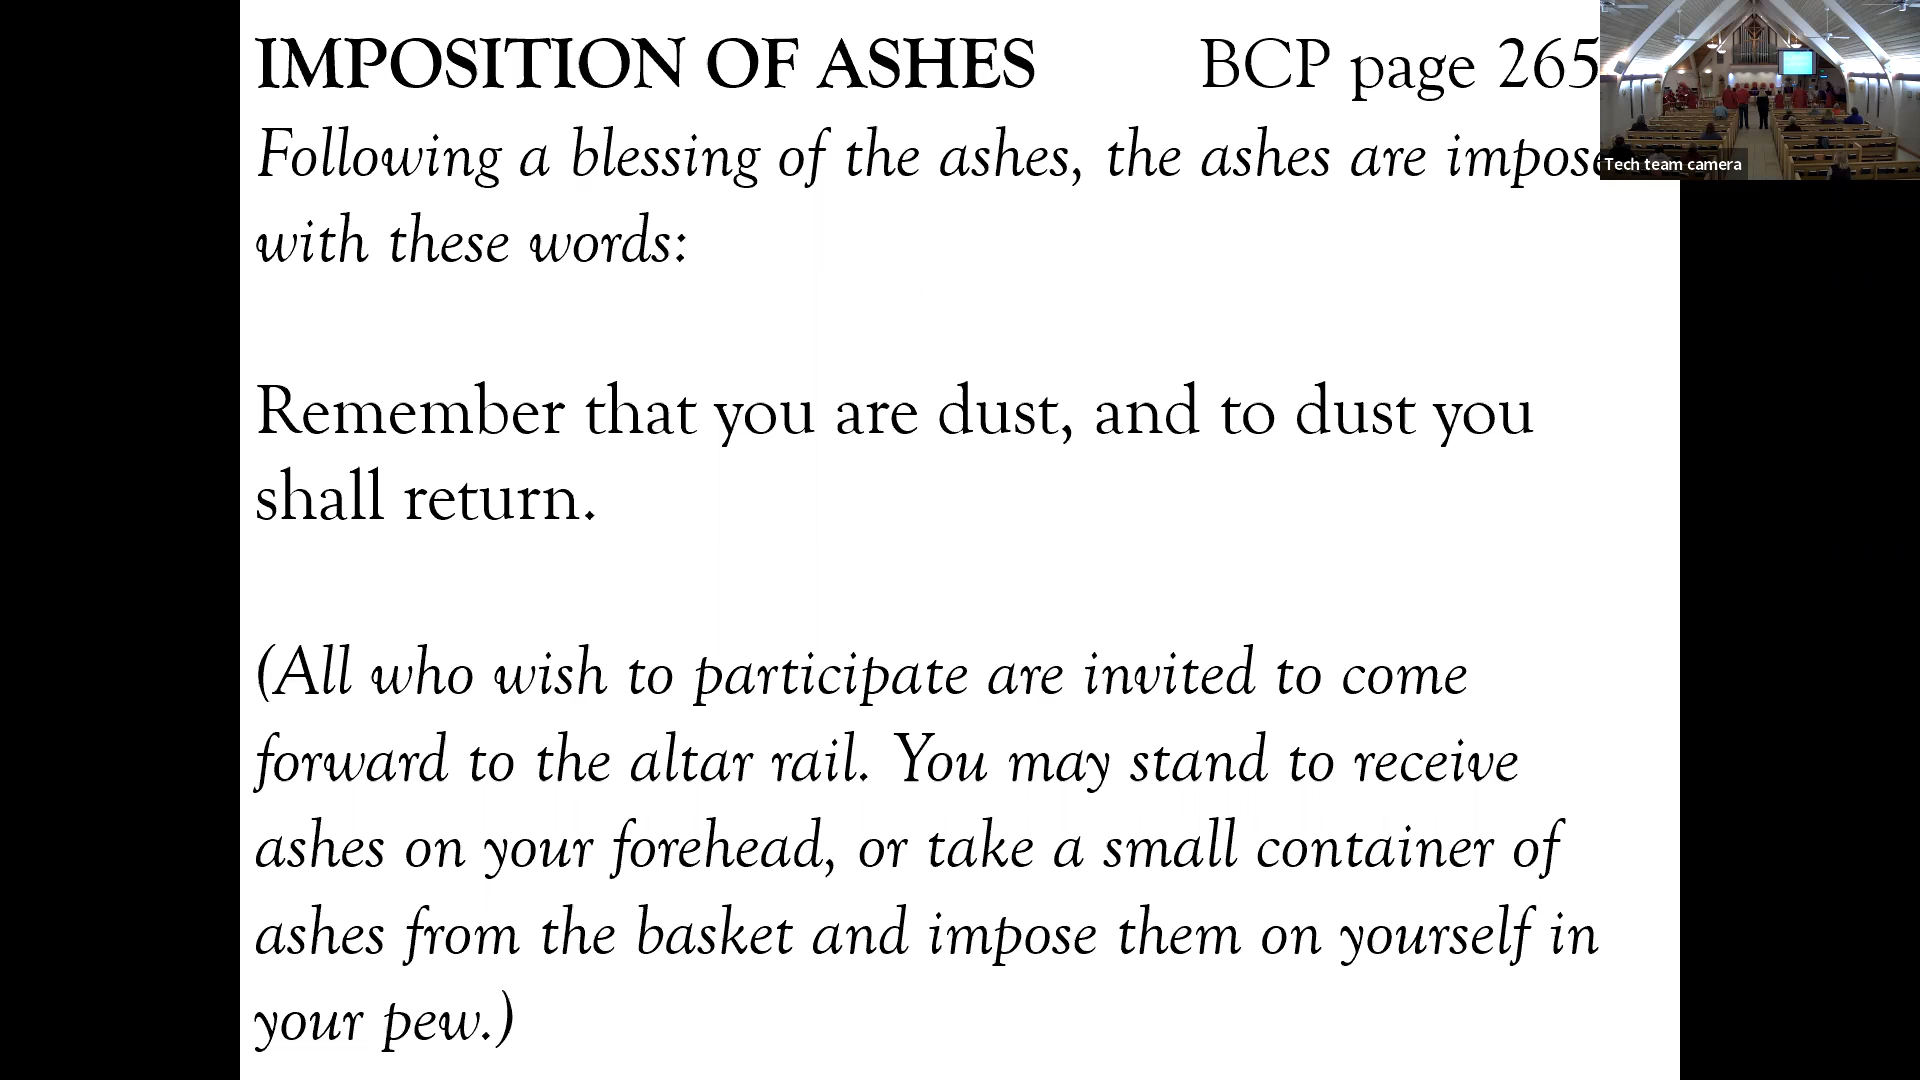 IMPOSITION OF ASHES BCP page 265
Following a blessing of the ashes, the ashes are impose
with these words:
Remember that you are dust, and to dust you
shall return.
(All who wish to participate are invited to come
forward to the altar rail. You may stand to receive
ashes on your forehead, or take a small container of
ashes from the basket and impose them on yourself in
your pew.)
Tech team camera